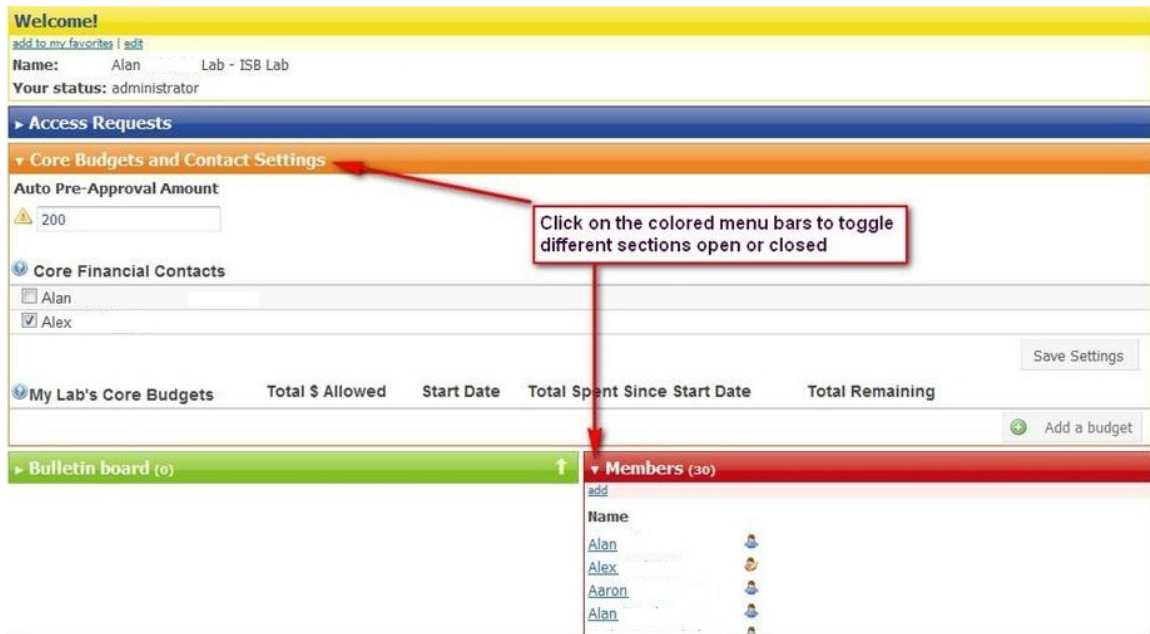 Welcome!
add to my favorites | edit
Name: Alan Lab - ISB Lab
Your status: administrator
Access Requests
Core Budgets and Contact Settings
Auto Pre-Approval Amount
200
Click on the colored menu bars to toggle
different sections open or closed
Core Financial Contacts
Alan
Alex
Save Settings
My Lab's Core Budgets Total $ Allowed Start Date Total Spent Since Start Date Total Remaining
Add a budget
Bulletin board (0)
Members (30)
add
Name
Alan
Alex
Aaron
Alan